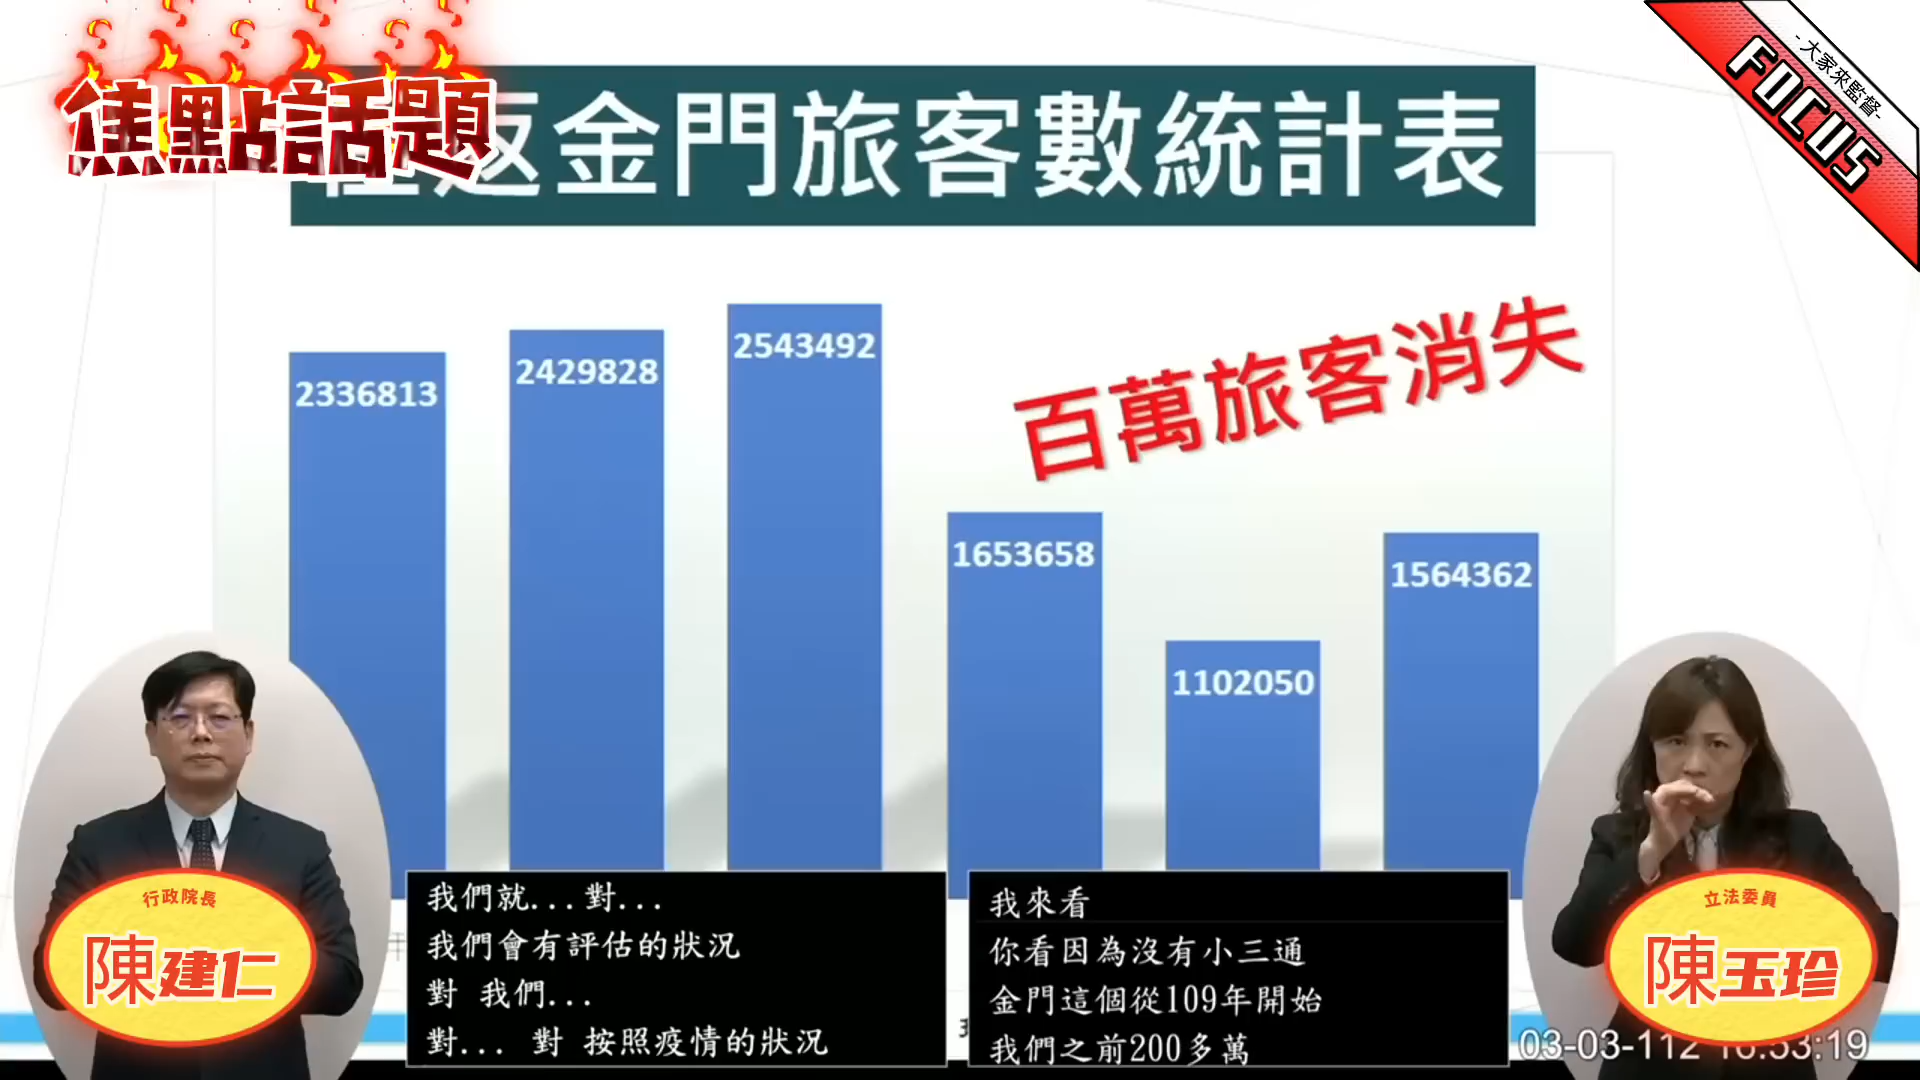 焦點話題
返金門旅客數統計表
-大家來監督-
FOCUS
2336813
2429828
2543492
1653658
1102050
1564362
百萬旅客消失
我們就...對...
我們會有評估的狀況
對 我們...
對... 對 按照疫情的狀況
我來看
你看因為沒有小三通
金門這個從109年開始
我們之前200多萬
行政院長
陳建仁
立法委員
陳玉珍
03-03-112
:19